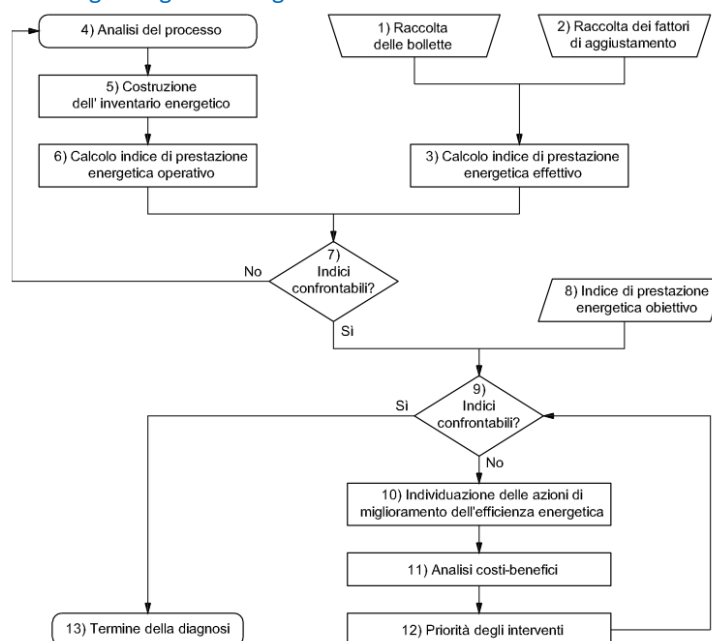 4) Analisi del processo
1) Raccolta
delle bollette
2) Raccolta dei fattori
di aggiustamento
5) Costruzione
dell' inventario energetico
6) Calcolo indice di prestazione
energetica operativo
3) Calcolo indice di prestazione
energetica effettivo
7)
Indici
confrontabili?
No
Sì
8) Indice di prestazione
energetica obiettivo
9)
Indici
confrontabili?
Sì
No
10) Individuazione delle azioni di
miglioramento dell'efficienza energetica
11) Analisi costi-benefici
12) Priorità degli interventi
13) Termine della diagnosi